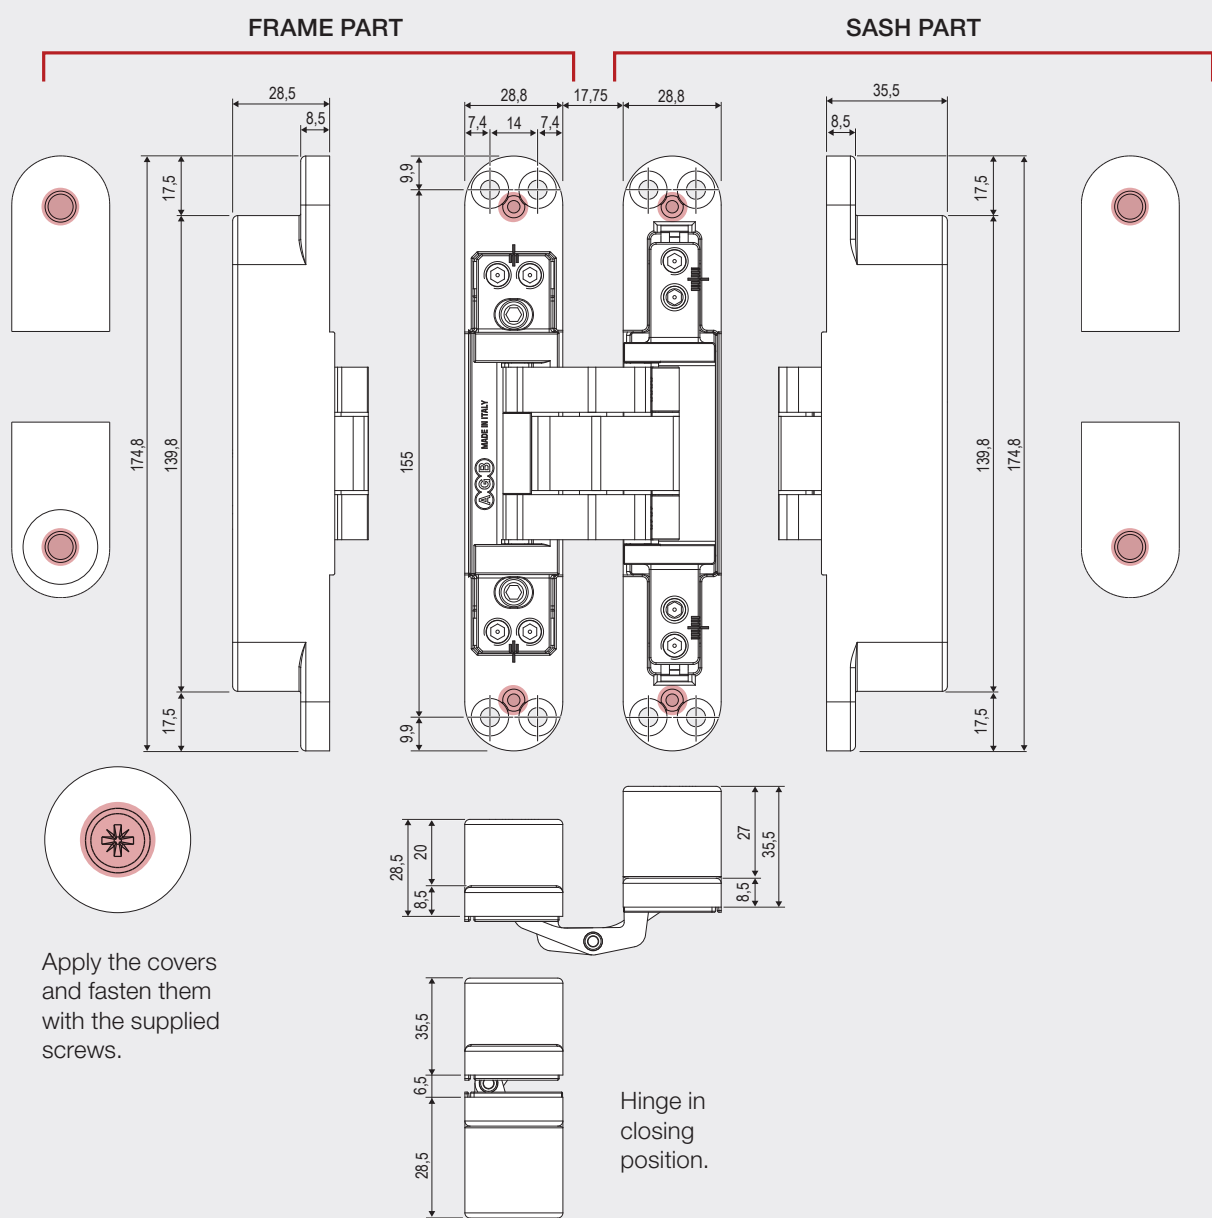 FRAME PART
SASH PART
28,5
8,5
28,8
17,75
28,8
7,4
14
7,4
35,5
8,5
17,5
9,9
17,5
174,8
139,8
155
MADE IN ITALY
AGB
139,8
174,8
17,5
9,9
17,5
28,5
20
8,5
27
35,5
8,5
Apply the covers
and fasten them
with the supplied
screws.
35,5
6,5
28,5
Hinge in
closing
position.